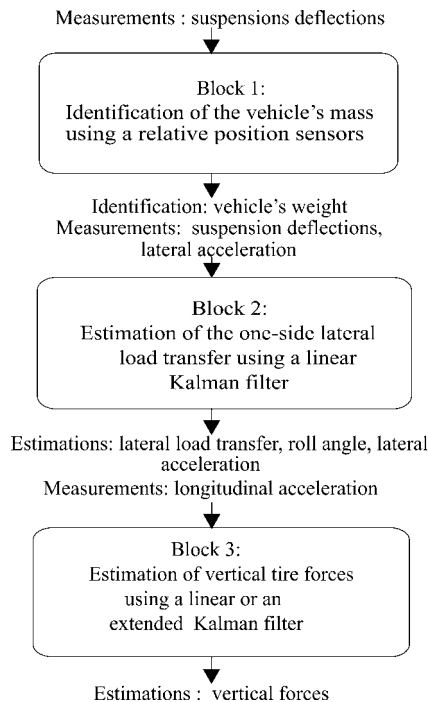 Measurements : suspensions deflections
Block 1:
Identification of the vehicle's mass
using a relative position sensors
Identification: vehicle's weight
Measurements: suspension deflections,
lateral acceleration
Block 2:
Estimation of the one-side lateral
load transfer using a linear
Kalman filter
Estimations: lateral load transfer, roll angle, lateral
acceleration
Measurements: longitudinal acceleration
Block 3:
Estimation of vertical tire forces
using a linear or an
extended Kalman filter
Estimations : vertical forces